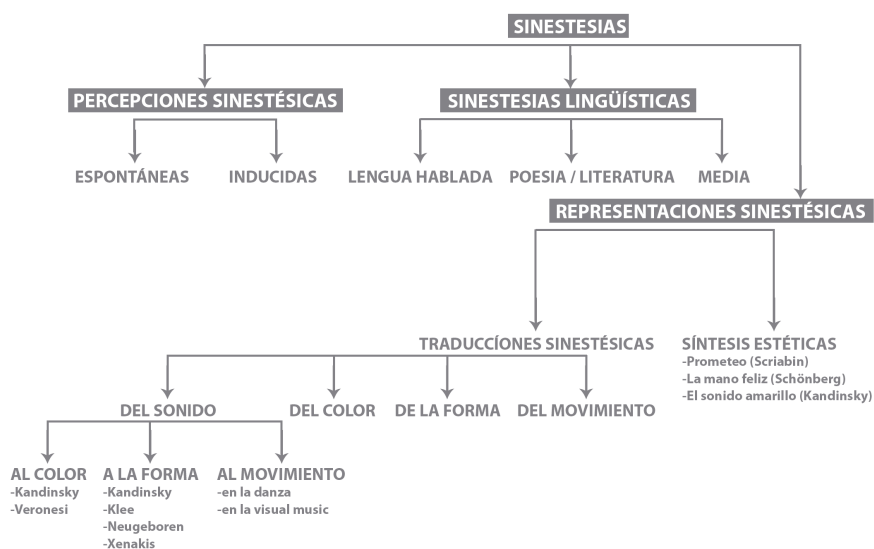 SINESTESIAS
PERCEPCIONES SINESTÉSICAS
SINESTESIAS LINGÜÍSTICAS
ESPONTÁNEAS
INDUCIDAS
LENGUA HABLADA
POESIA / LITERATURA
MEDIA
REPRESENTACIONES SINESTÉSICAS
TRADUCCÍONES SINESTÉSICAS
SÍNTESIS ESTÉTICAS
-Prometeo (Scriabin)
-La mano feliz (Schönberg)
-El sonido amarillo (Kandinsky)
DEL SONIDO
DEL COLOR
DE LA FORMA
DEL MOVIMIENTO
AL COLOR
-Kandinsky
-Veronesi
A LA FORMA
-Kandinsky
-Klee
-Neugeboren
-Xenakis
AL MOVIMIENTO
-en la danza
-en la visual music